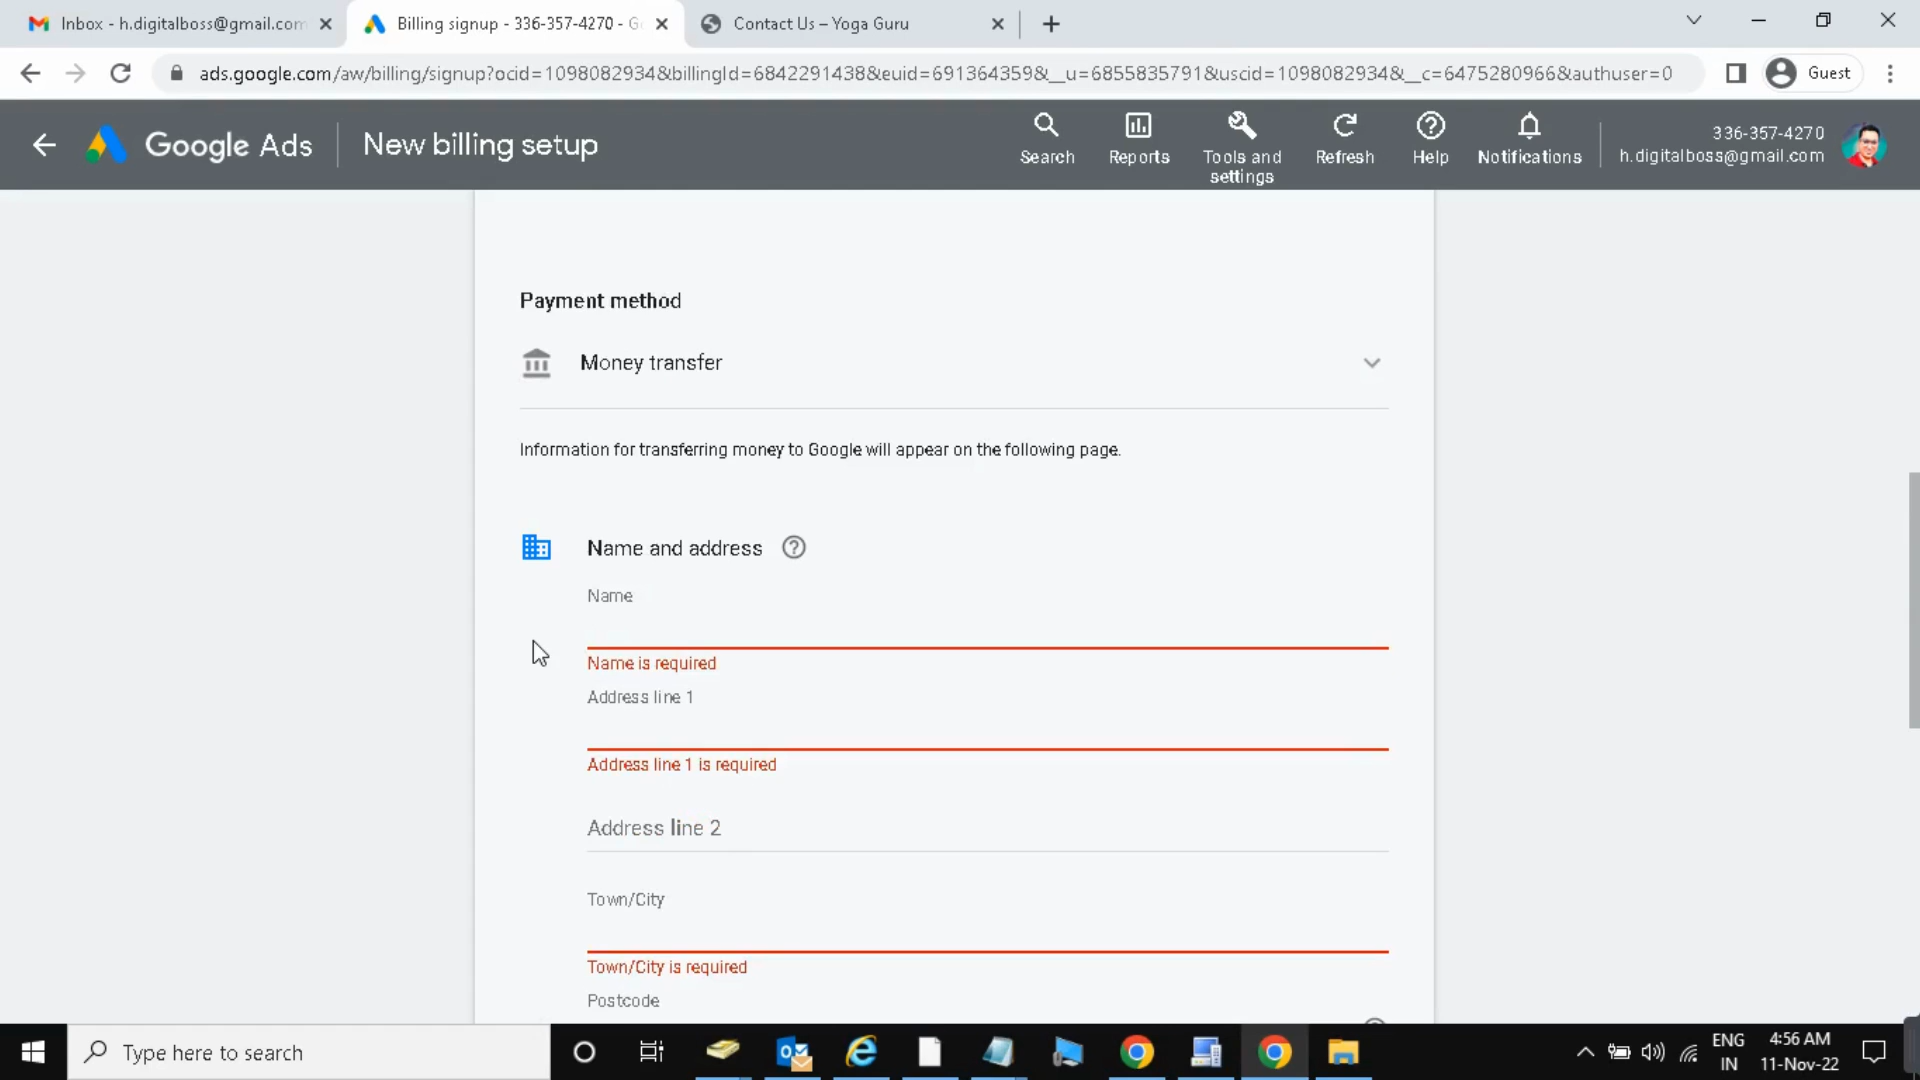 Inbox - h.digitalboss@gmail.com
Billing signup - 336-357-4270 - G
Contact Us – Yoga Guru
ads.google.com/aw/billing/signup?ocid=1098082934&billingId=6842291438&euid=691364359&__u=6855835791&uscid=1098082934&__c=6475280966&authuser=0
Guest
Google Ads
New billing setup
Search
Reports
Tools and
settings
Refresh
Help
Notifications
336-357-4270
h.digitalboss@gmail.com
Payment method
Money transfer
Information for transferring money to Google will appear on the following page.
Name and address
Name
Name is required
Address line 1
Address line 1 is required
Address line 2
Town/City
Town/City is required
Postcode
Type here to search
ENG
IN
4:56 AM
11-Nov-22